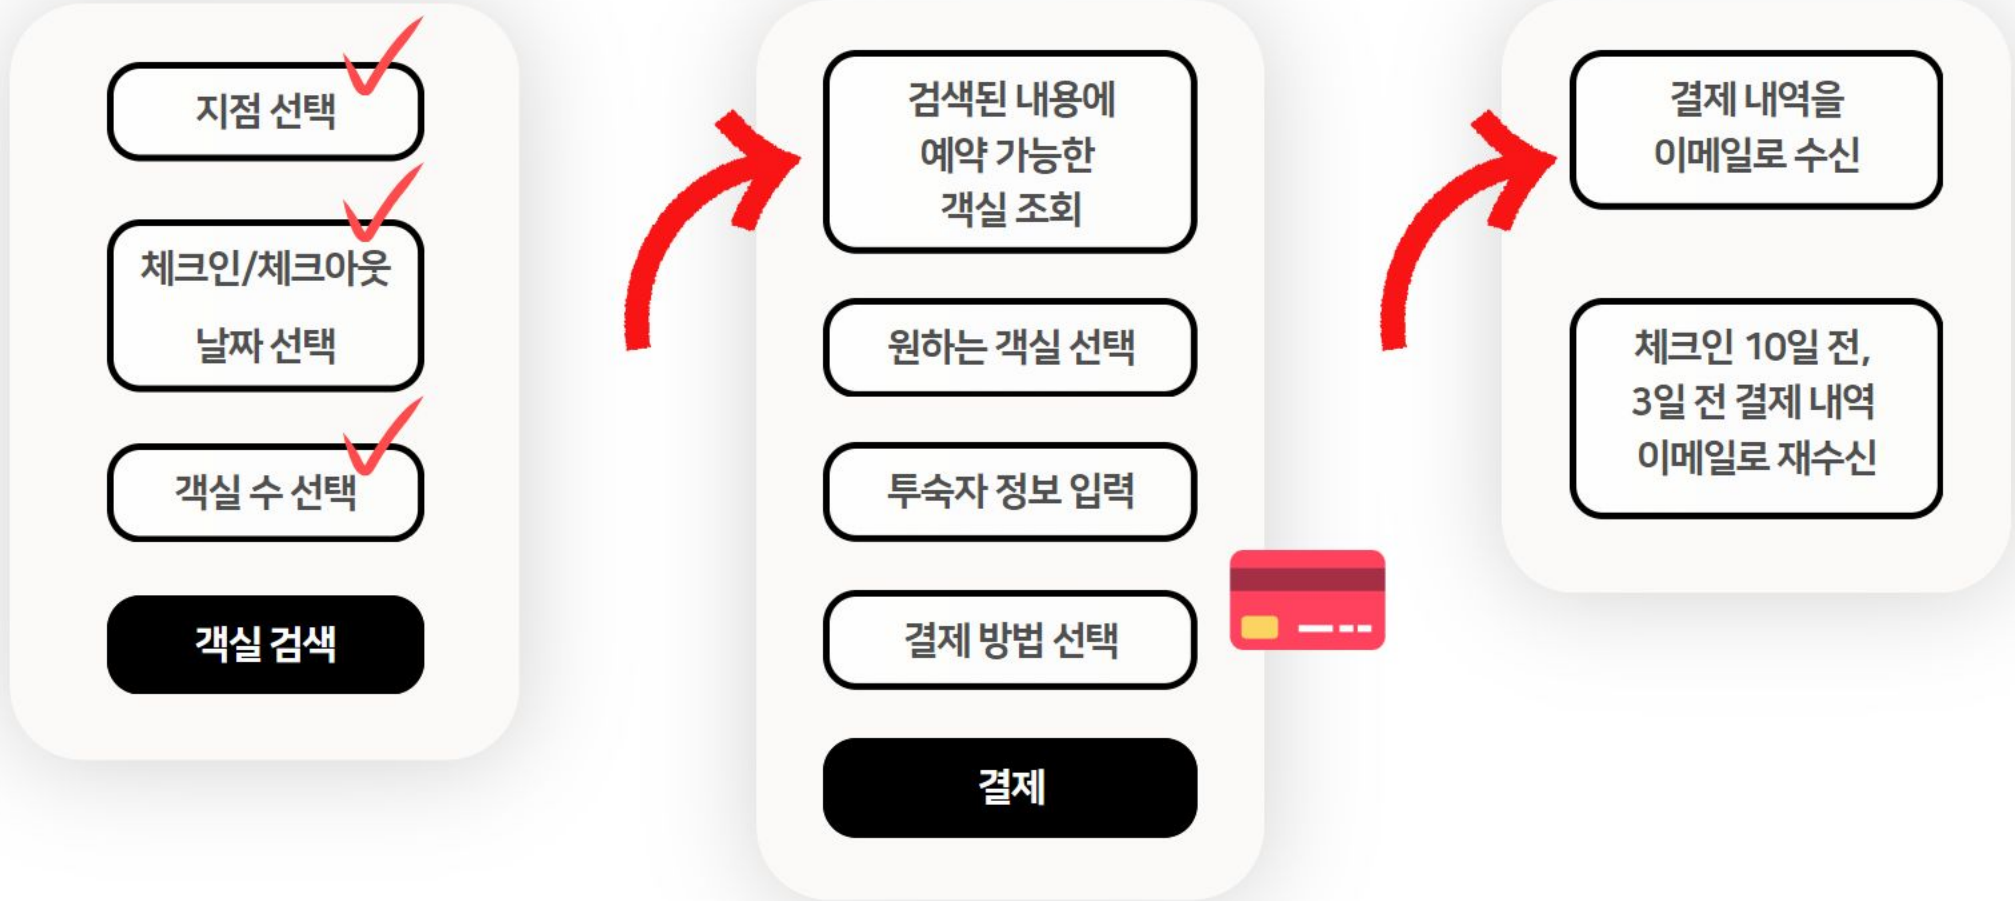 지점 선택
체크인/체크아웃
날짜 선택
객실 수 선택
객실 검색
검색된 내용에
예약 가능한
객실 조회
원하는 객실 선택
투숙자 정보 입력
결제 방법 선택
결제
결제 내역을
이메일로 수신
체크인 10일 전,
3일 전 결제 내역
이메일로 재수신